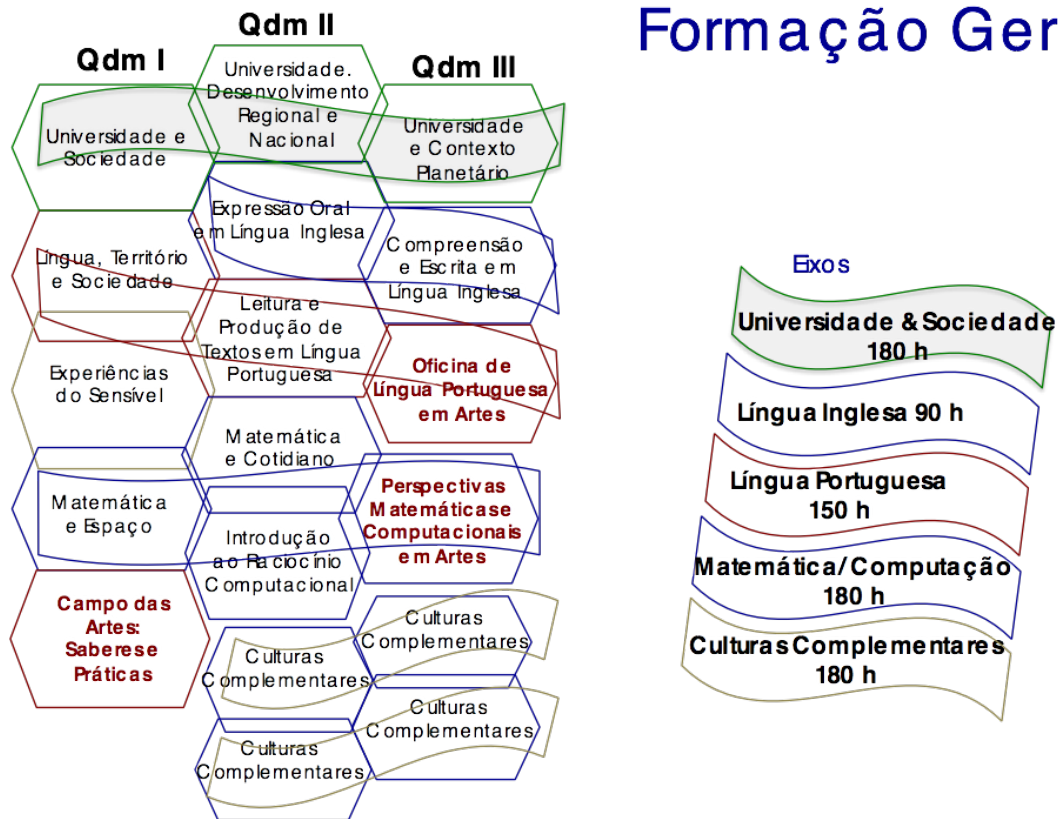 Formação Ger
Qdm I
Universidade e
Sociedade
Língua, Território
e Sociedade
Experiências
do Sensível
Matemática
e Espaço
Campo das
Artes:
Saberes e
Práticas
Qdm II
Universidade.
Desenvolvimento
Regional e
Nacional
Expressão Oral
em Língua Inglesa
Leitura e
Produção de
Textos em Língua
Portuguesa
Matemática
e Cotidiano
Introdução
ao Raciocínio
Computacional
Culturas
Complementares
Culturas
Complementares
Qdm III
Universidade
e Contexto
Planetário
Compreensão
e Escrita em
Língua Inglesa
Oficina de
Língua Portuguesa
em Artes
Perspectivas
Matemáticas e
Computacionais
em Artes
Culturas
Complementares
Culturas
Complementares
Eixos
Universidade & Sociedade
180 h
Língua Inglesa 90 h
Língua Portuguesa
150 h
Matemática/Computação
180 h
Culturas Complementares
180 h